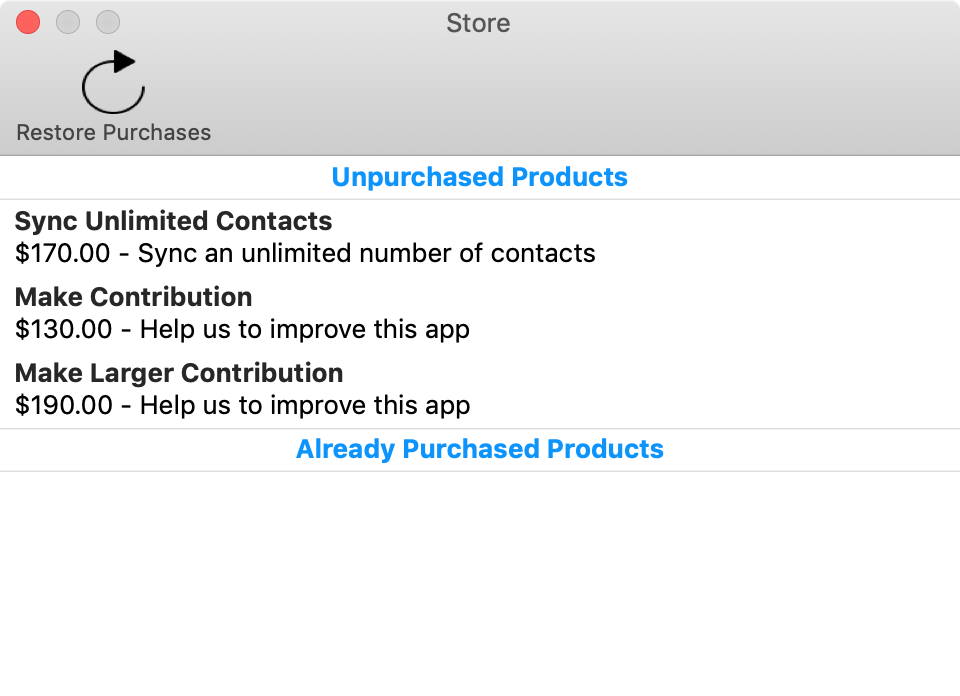 Store
Restore Purchases
Unpurchased Products
Sync Unlimited Contacts
$170.00 - Sync an unlimited number of contacts
Make Contribution
$130.00 - Help us to improve this app
Make Larger Contribution
$190.00 - Help us to improve this app
Already Purchased Products